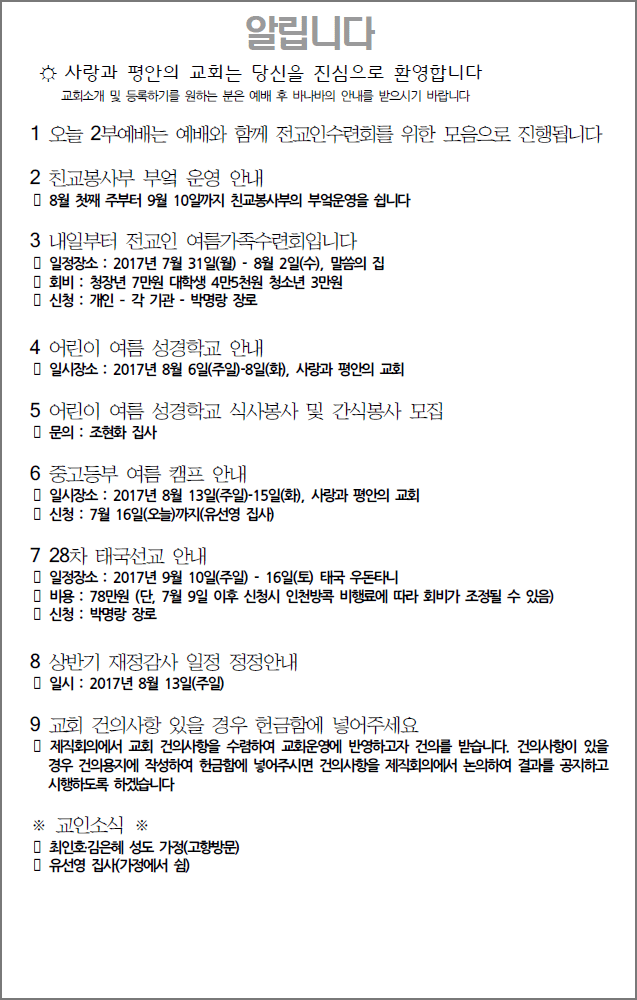 알립니다
☼ 사랑과 평안의 교회는 당신을 진심으로 환영합니다
교회소개 및 등록하기를 원하는 분은 예배 후 바나바의 안내를 받으시기 바랍니다
1 오늘 2부예배는 예배와 함께 전교인수련회를 위한 모음으로 진행됩니다
2 친교봉사부 부엌 운영 안내
▯ 8월 첫째 주부터 9월 10일까지 친교봉사부의 부엌운영을 쉽니다
3 내일부터 전교인 여름가족수련회입니다
▯ 일정장소 : 2017년 7월 31일(월) - 8월 2일(수), 말씀의 집
▯ 회비 : 청장년 7만원 대학생 4만5천원 청소년 3만원
▯ 신청 : 개인 - 각 기관 - 박명랑 장로
4 어린이 여름 성경학교 안내
▯ 일시장소 : 2017년 8월 6일(주일)-8일(화), 사랑과 평안의 교회
5 어린이 여름 성경학교 식사봉사 및 간식봉사 모집
▯ 문의 : 조현화 집사
6 중고등부 여름 캠프 안내
▯ 일시장소 : 2017년 8월 13일(주일)-15일(화), 사랑과 평안의 교회
▯ 신청 : 7월 16일(오늘)까지(유선영 집사)
7 28차 태국선교 안내
▯ 일정장소 : 2017년 9월 10일(주일) - 16일(토) 태국 우돈타니
▯ 비용 : 78만원 (단, 7월 9일 이후 신청시 인천방콕 비행료에 따라 회비가 조정될 수 있음)
▯ 신청 : 박명랑 장로
8 상반기 재정감사 일정 정정안내
▯ 일시 : 2017년 8월 13일(주일)
9 교회 건의사항 있을 경우 헌금함에 넣어주세요
▯ 제직회의에서 교회 건의사항을 수렴하여 교회운영에 반영하고자 건의를 받습니다. 건의사항이 있을
경우 건의용지에 작성하여 헌금함에 넣어주시면 건의사항을 제직회의에서 논의하여 결과를 공지하고
시행하도록 하겠습니다
※ 교인소식 ※
▯ 최인호·김은혜 성도 가정(고향방문)
▯ 유선영 집사(가정에서 쉼)